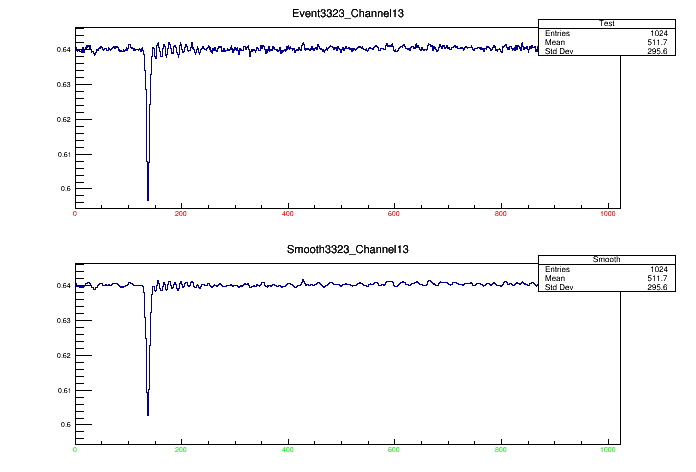 Event3323_Channel13
Test
Entries 1024
Mean 511.7
Std Dev 295.6
0.64
0.63
0.62
0.61
0.6
0 200 400 600 800 1000
Smooth3323_Channel13
Smooth
Entries 1024
Mean 511.7
Std Dev 295.6
0.64
0.63
0.62
0.61
0.6
0 200 400 600 800 1000